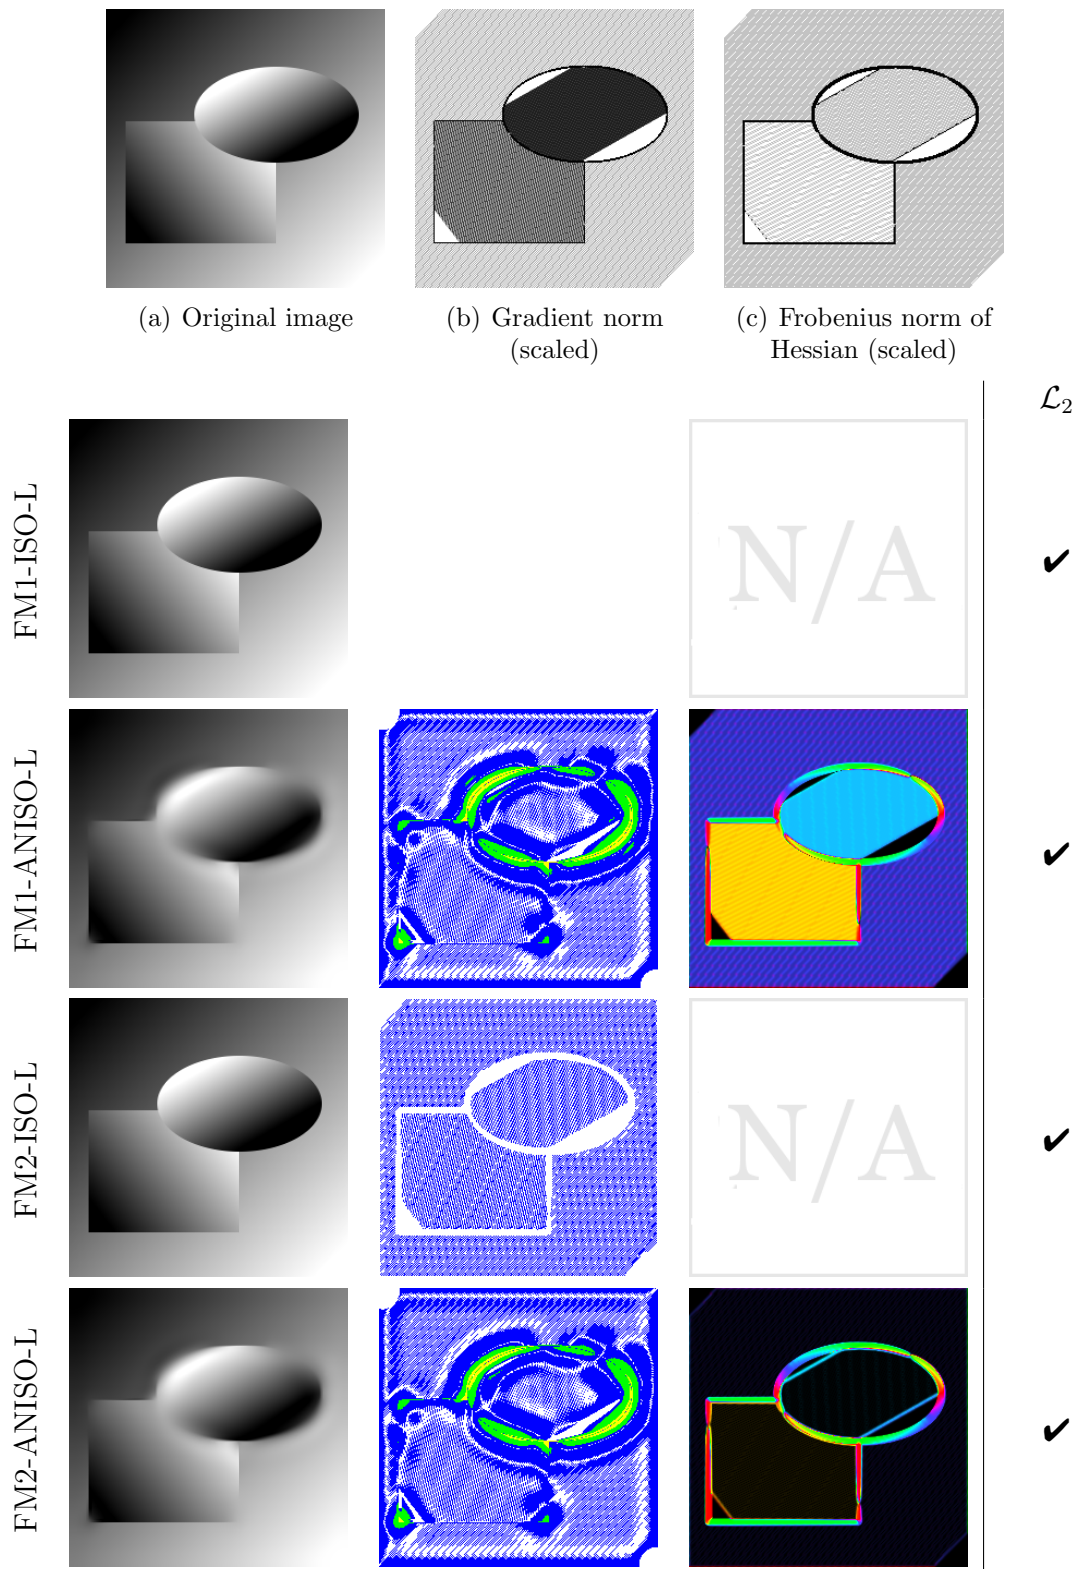 (a) Original image
(b) Gradient norm
(scaled)
(c) Frobenius norm of
Hessian (scaled)
ℒ₂
FM1-ISO-L
N/A
✔
FM1-ANISO-L
✔
FM2-ISO-L
N/A
✔
FM2-ANISO-L
✔